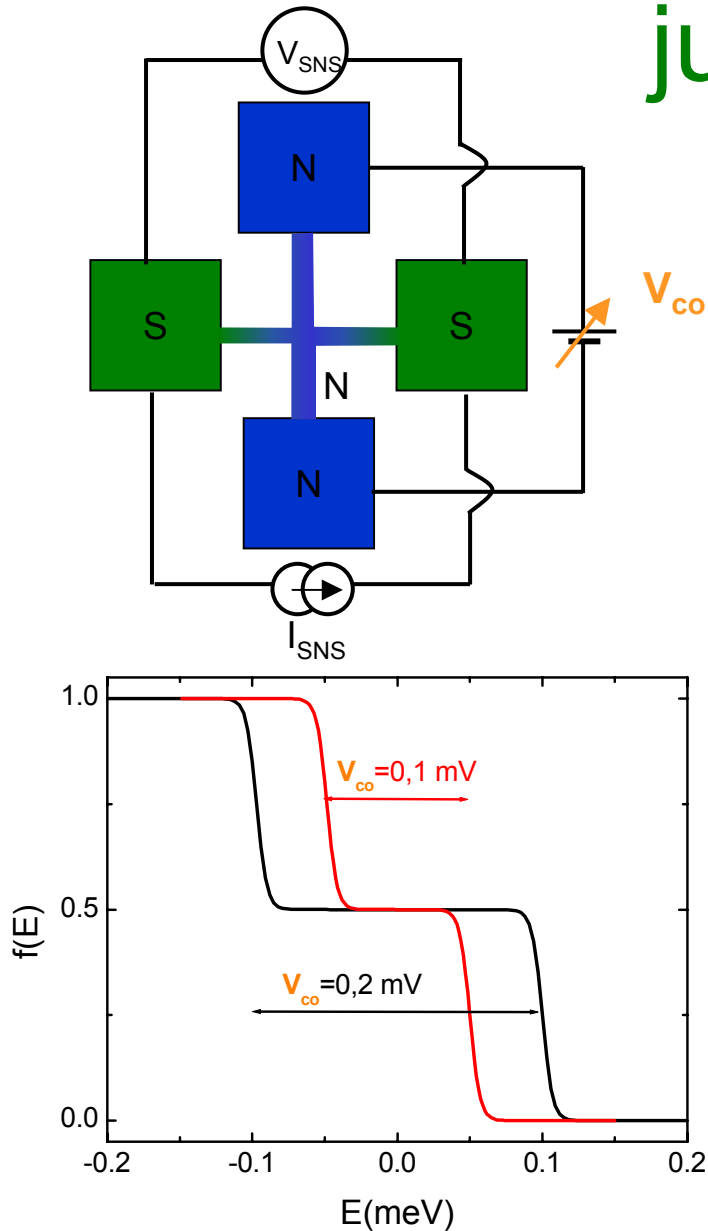 ju
V_SNS
N
S
S
V_co
N
N
I_SNS
1.0
V_co=0,1 mV
f(E)
0.5
V_co=0,2 mV
0.0
-0.2 -0.1 0.0 0.1 0.2
E(meV)